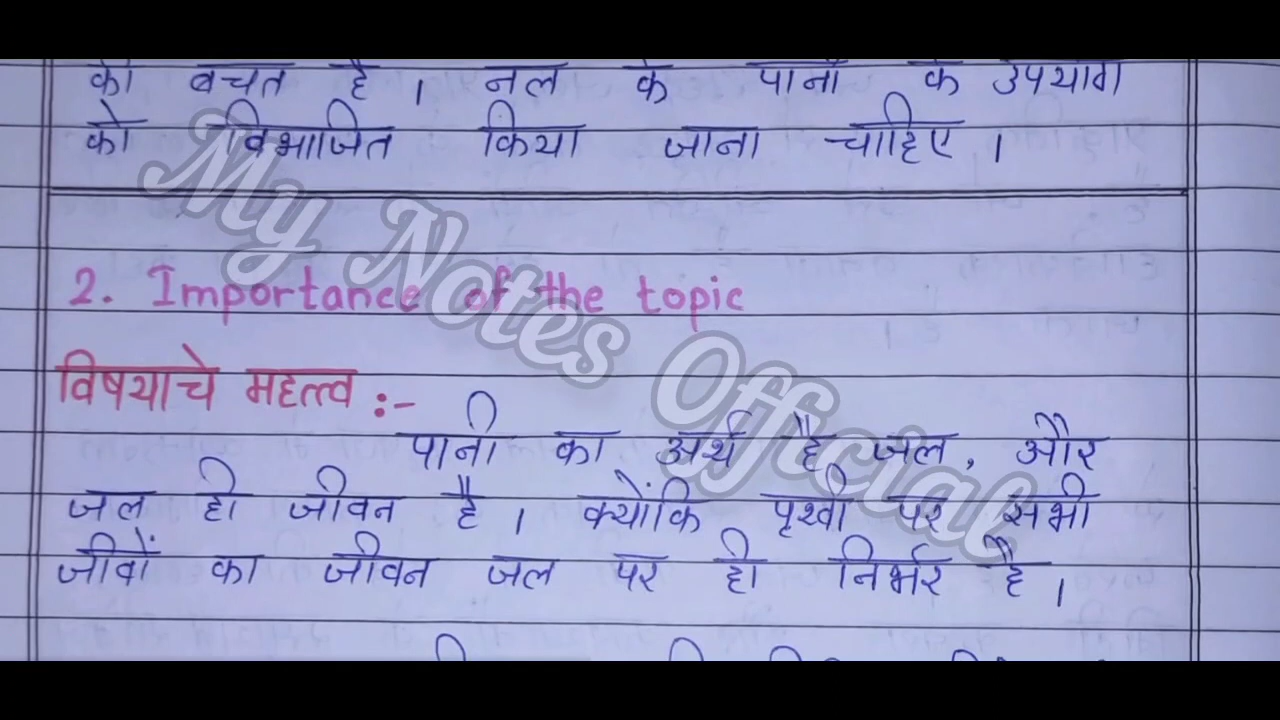 की बचत है । नल के पानी के उपयोग
को विभाजित किया जाना चाहिए ।
2. Importance of the topic
विषयाचे महत्त्व :-
पानी का अर्थ है जल, और
जल ही जीवन है । क्योंकि पृथ्वी पर सभी
जीवों का जीवन जल पर ही निर्भर है ।
My Notes Official